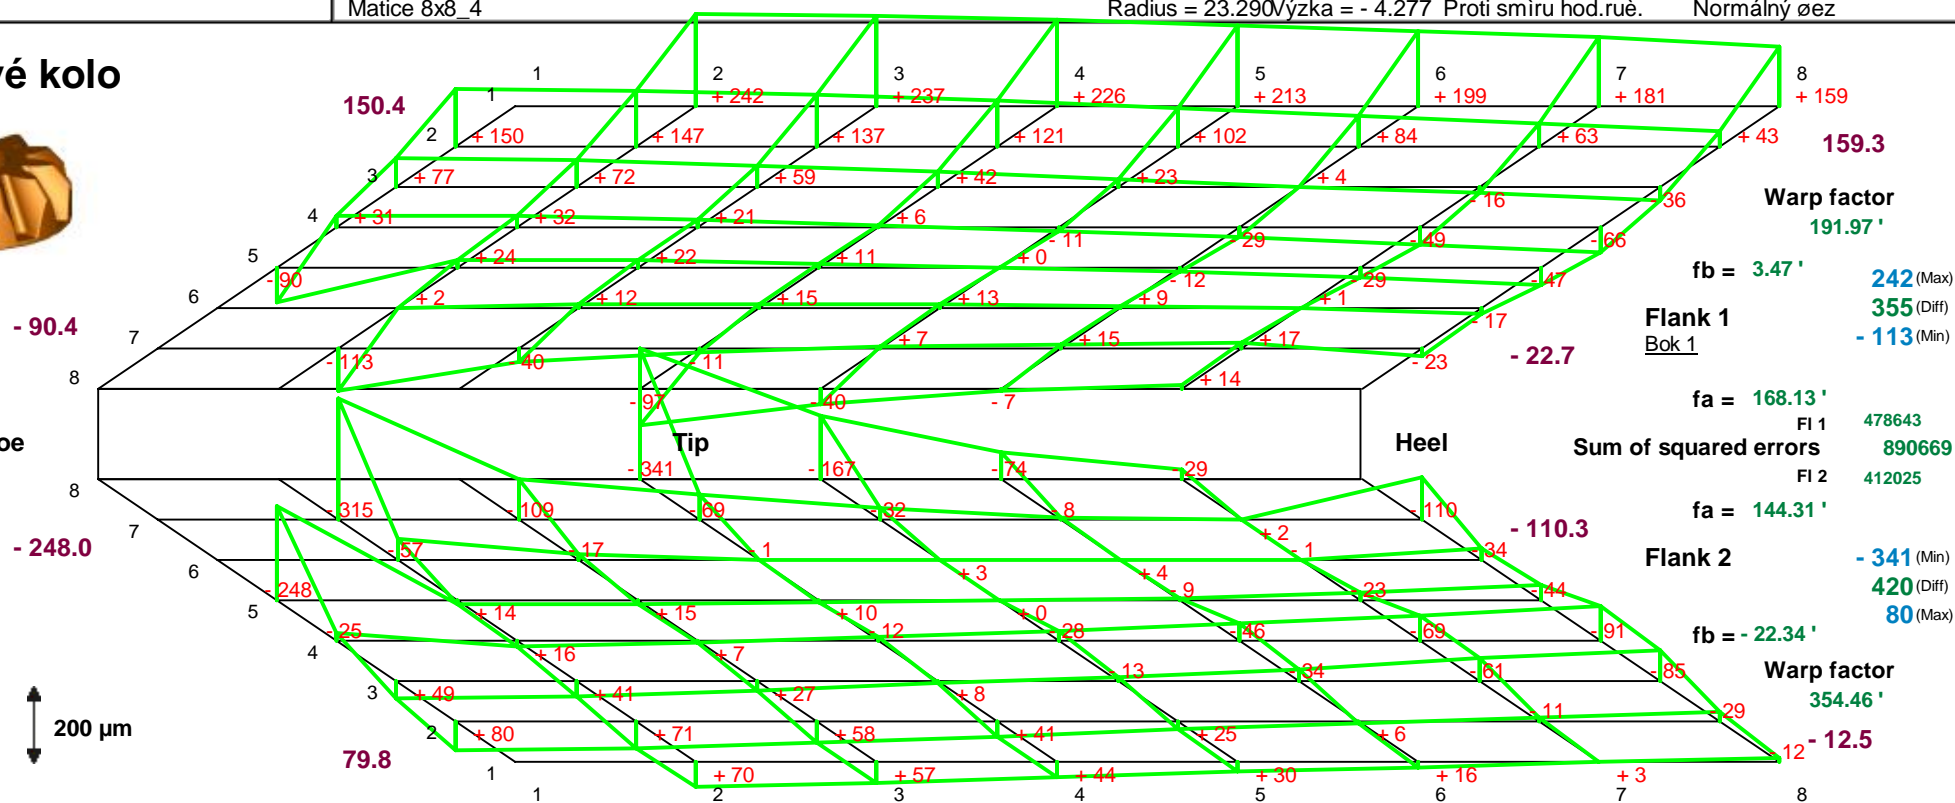 Matice 8x8_4 Radius = 23.290 Výzka = - 4.277 Proti smìru hod.ruè. Normálný øez
vé kolo
1 2 3 4 5 6 7 8
150.4 1 + 242 + 237 + 226 + 213 + 199 + 181 + 159
2 + 150 + 147 + 137 + 121 + 102 + 84 + 63 + 43 159.3
3 + 77 + 72 + 59 + 42 + 23 + 4 - 16 - 36 Warp factor
4 + 31 + 32 + 21 + 6 - 11 - 29 - 49 - 66 191.97 '
5 - 90 + 24 + 22 + 11 + 0 - 12 - 29 - 47 fb = 3.47 ' 242 (Max)
6 + 2 + 12 + 15 + 13 + 9 + 1 - 17 Flank 1 355 (Diff)
- 90.4 7 - 113 - 40 - 11 + 7 + 15 + 17 - 23 - 22.7 Bok 1 - 113 (Min)
8 - 97 - 40 - 7 + 14 fa = 168.13 '
Fl 1 478643
oe Tip Heel Sum of squared errors 890669
Fl 2 412025
8 - 341 - 167 - 74 - 29
7 - 315 - 109 - 69 - 32 - 8 + 2 - 110 - 110.3 fa = 144.31 '
- 248.0 6 - 57 - 17 - 1 + 3 + 4 - 1 - 34 Flank 2 - 341 (Min)
5 - 248 + 14 + 15 + 10 + 0 - 9 - 23 - 44 420 (Diff)
80 (Max)
4 - 25 + 16 + 7 - 12 - 28 - 46 - 69 - 91 fb = - 22.34 '
3 + 49 + 41 + 27 + 8 - 13 - 34 - 61 - 85 Warp factor
354.46 '
200 µm 2 + 80 + 71 + 58 + 41 + 25 + 6 - 11 - 29
79.8 1 + 70 + 57 + 44 + 30 + 16 + 3 - 12 - 12.5
1 2 3 4 5 6 7 8